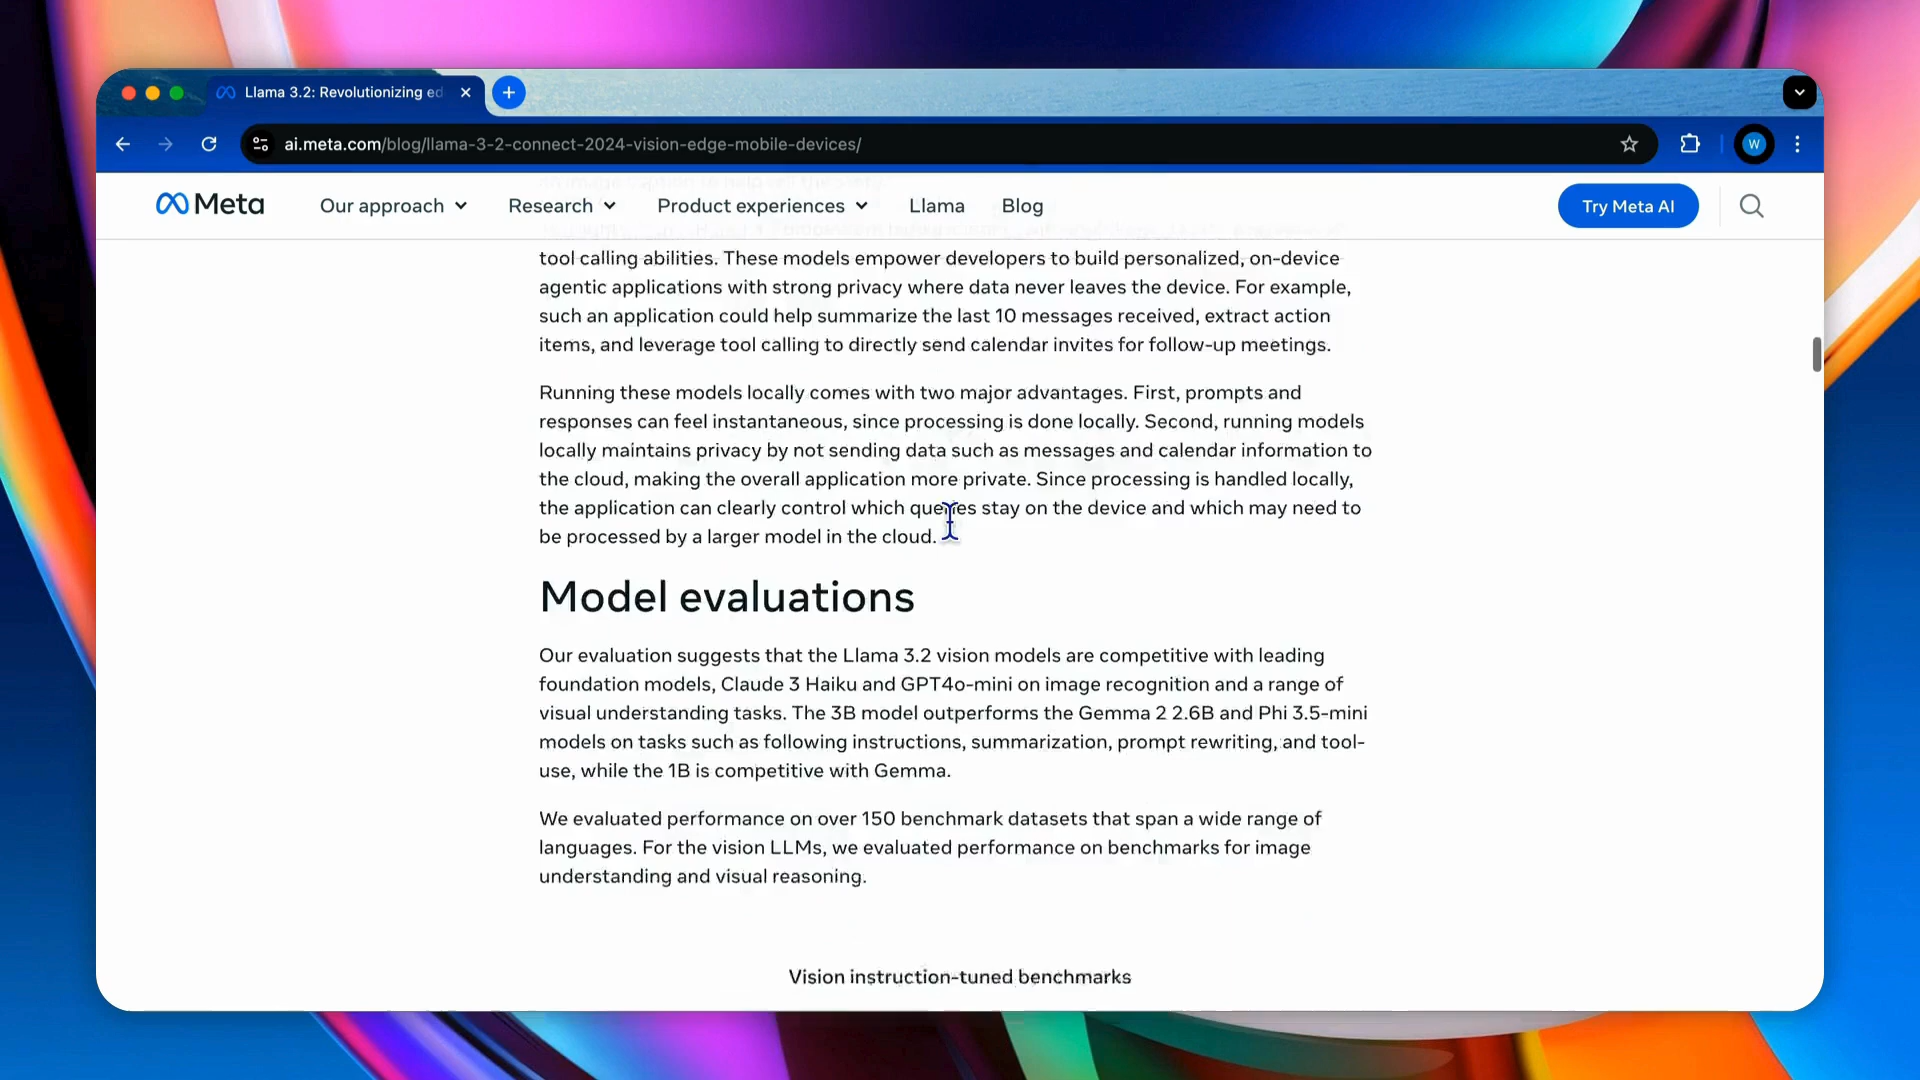 Llama 3.2: Revolutionizing ed
ai.meta.com/blog/llama-3-2-connect-2024-vision-edge-mobile-devices/
W
Meta
Our approach
Research
Product experiences
Llama
Blog
Try Meta AI
tool calling abilities. These models empower developers to build personalized, on-device
agentic applications with strong privacy where data never leaves the device. For example,
such an application could help summarize the last 10 messages received, extract action
items, and leverage tool calling to directly send calendar invites for follow-up meetings.
Running these models locally comes with two major advantages. First, prompts and
responses can feel instantaneous, since processing is done locally. Second, running models
locally maintains privacy by not sending data such as messages and calendar information to
the cloud, making the overall application more private. Since processing is handled locally,
the application can clearly control which queries stay on the device and which may need to
be processed by a larger model in the cloud.
Model evaluations
Our evaluation suggests that the Llama 3.2 vision models are competitive with leading
foundation models, Claude 3 Haiku and GPT4o-mini on image recognition and a range of
visual understanding tasks. The 3B model outperforms the Gemma 2 2.6B and Phi 3.5-mini
models on tasks such as following instructions, summarization, prompt rewriting, and tool-
use, while the 1B is competitive with Gemma.
We evaluated performance on over 150 benchmark datasets that span a wide range of
languages. For the vision LLMs, we evaluated performance on benchmarks for image
understanding and visual reasoning.
Vision instruction-tuned benchmarks